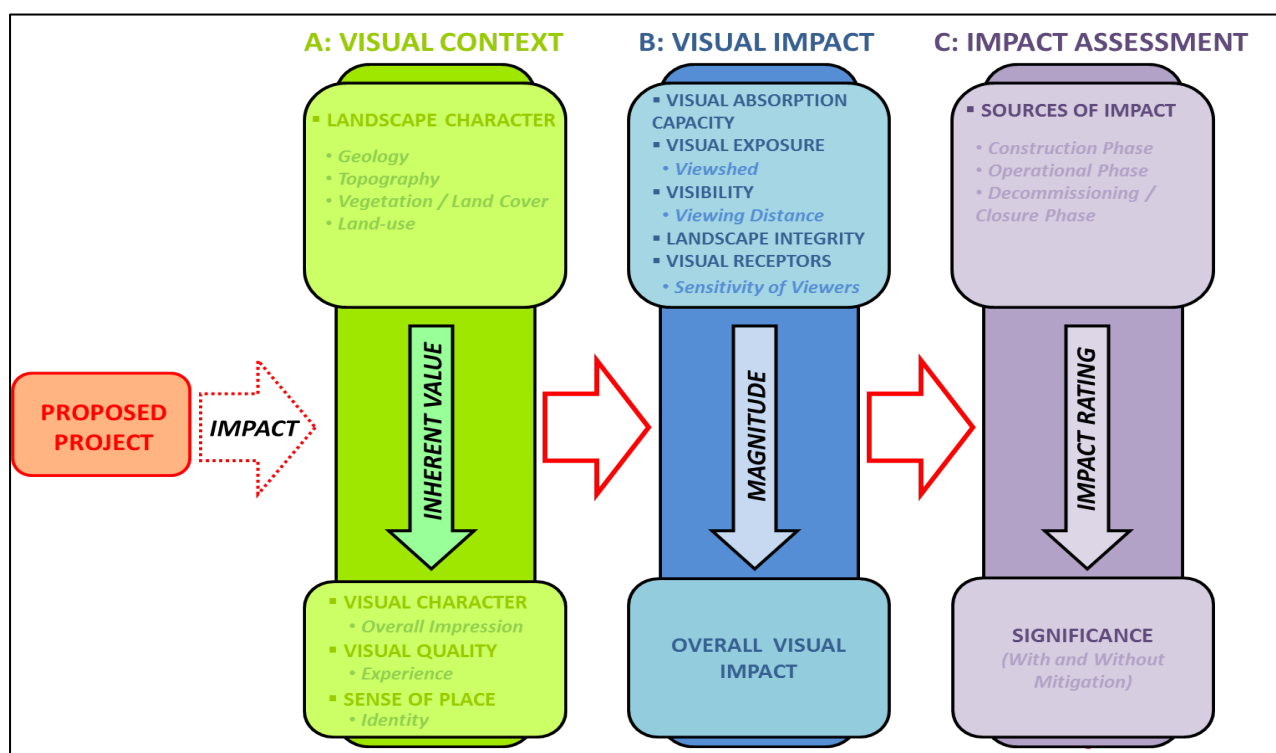 A: VISUAL CONTEXT
B: VISUAL IMPACT
C: IMPACT ASSESSMENT
▪ LANDSCAPE CHARACTER
• Geology
• Topography
• Vegetation / Land Cover
• Land-use
▪ VISUAL ABSORPTION
CAPACITY
▪ VISUAL EXPOSURE
• Viewshed
▪ VISIBILITY
• Viewing Distance
▪ LANDSCAPE INTEGRITY
▪ VISUAL RECEPTORS
• Sensitivity of Viewers
▪ SOURCES OF IMPACT
• Construction Phase
• Operational Phase
• Decommissioning /
Closure Phase
PROPOSED
PROJECT
IMPACT
INHERENT VALUE
MAGNITUDE
IMPACT RATING
▪ VISUAL CHARACTER
• Overall Impression
▪ VISUAL QUALITY
• Experience
▪ SENSE OF PLACE
• Identity
OVERALL VISUAL
IMPACT
SIGNIFICANCE
(With and Without
Mitigation)